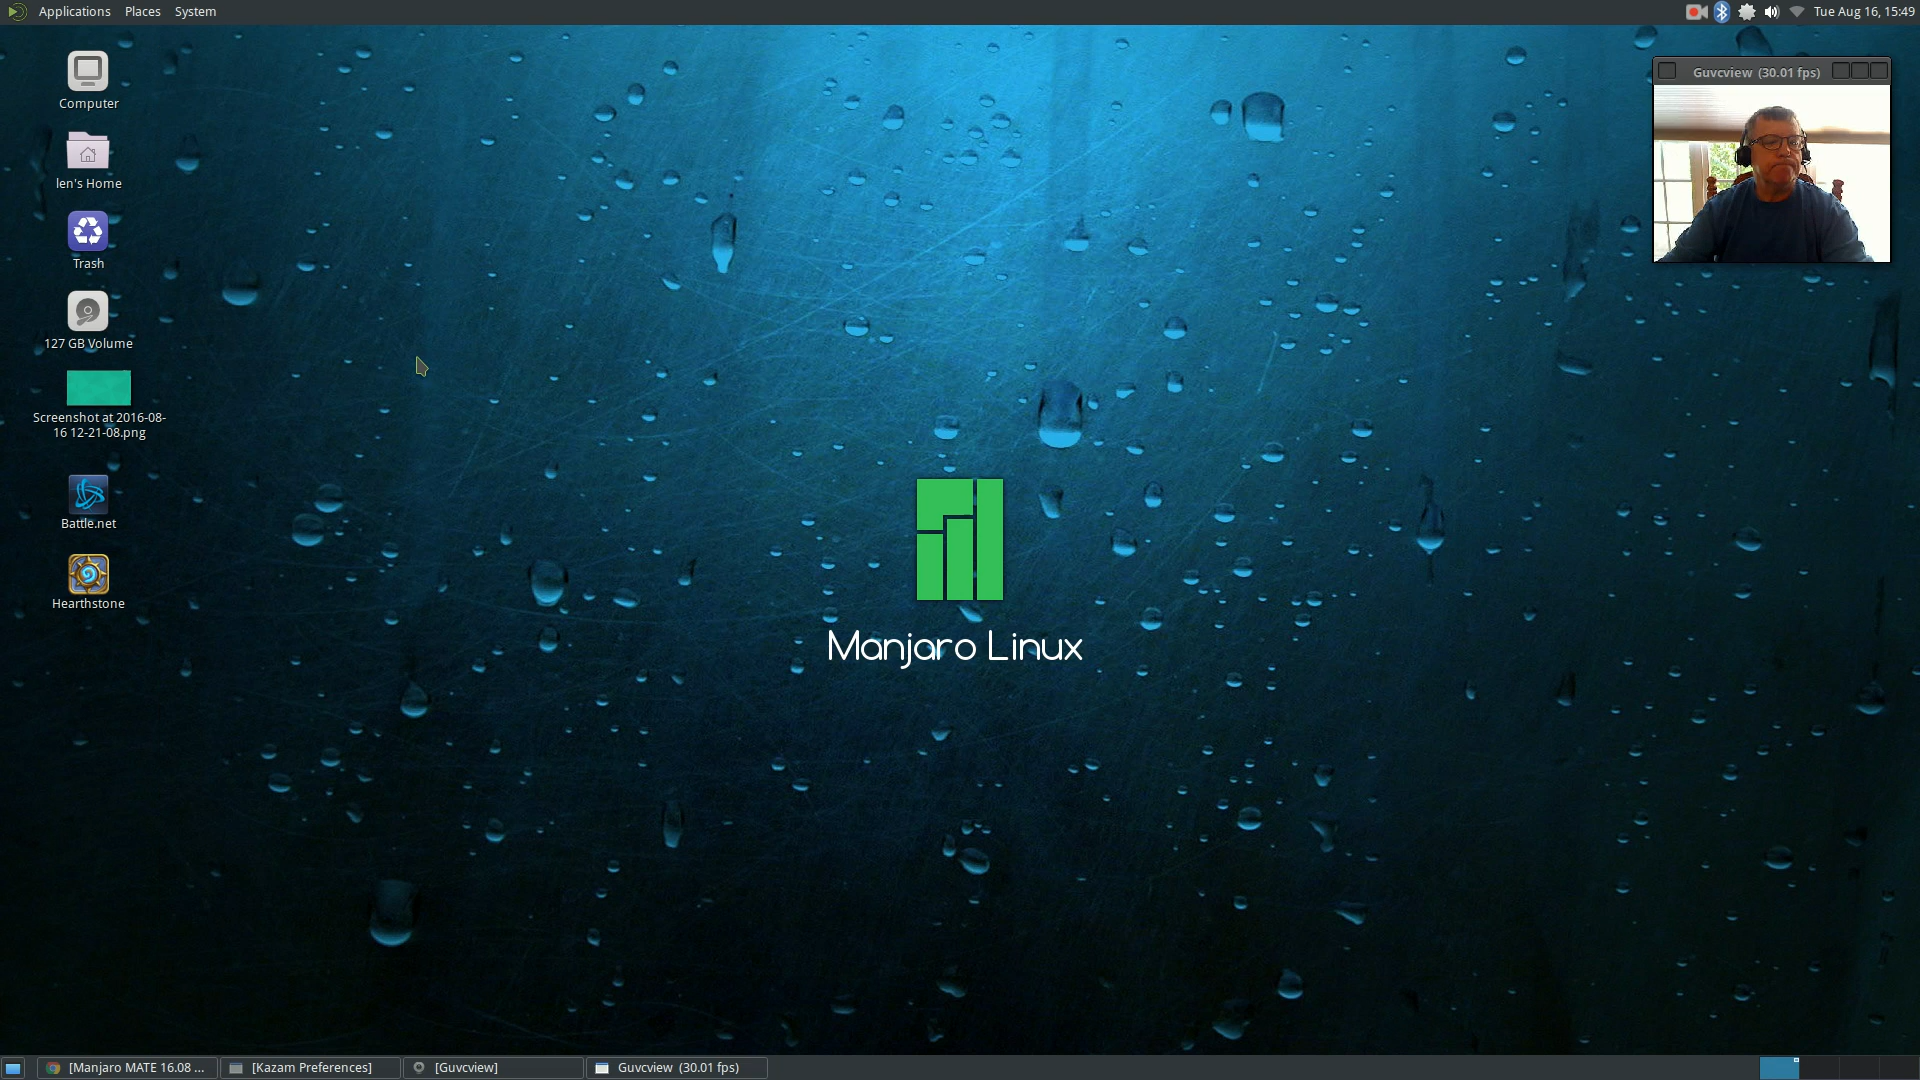 Applications Places System
Tue Aug 16, 15:49
Guvcview (30.01 fps)
Computer
len's Home
Trash
127 GB Volume
Screenshot at 2016-08-
16 12-21-08.png
Battle.net
Hearthstone
Manjaro Linux
[Manjaro MATE 16.08 ...
[Kazam Preferences]
[Guvcview]
Guvcview (30.01 fps)